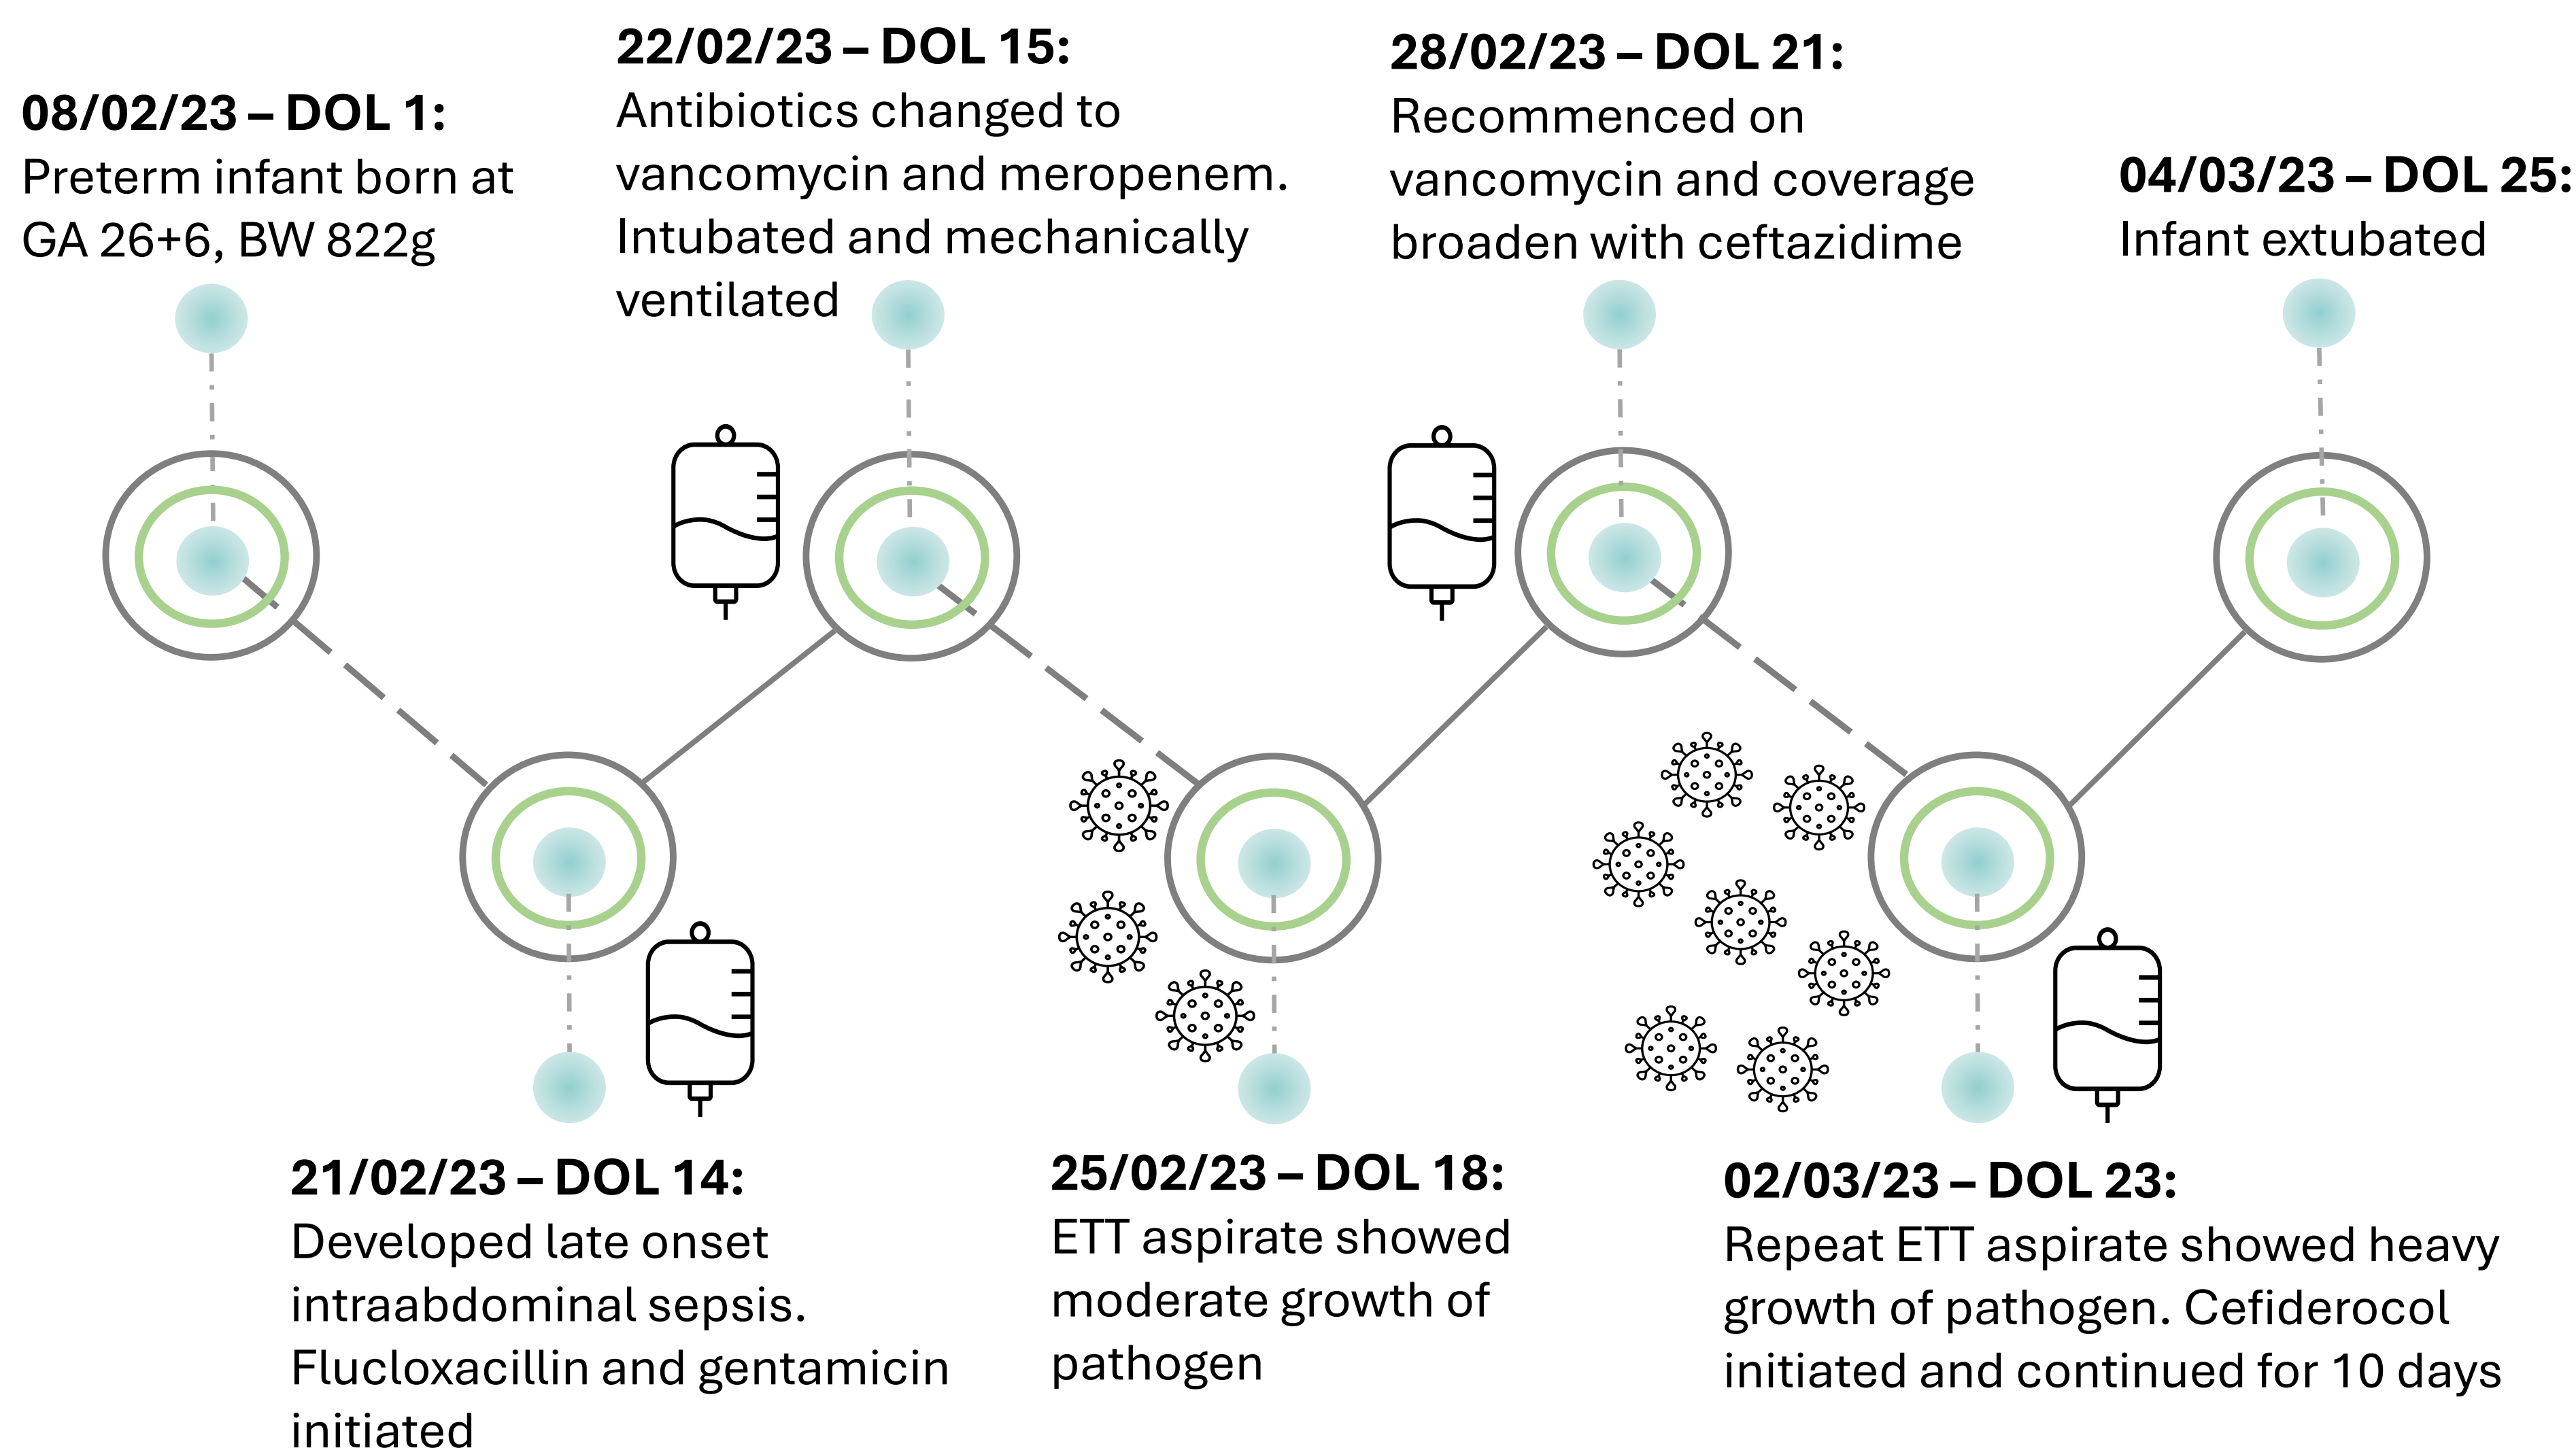 08/02/23 – DOL 1:
Preterm infant born at
GA 26+6, BW 822g
21/02/23 – DOL 14:
Developed late onset
intraabdominal sepsis.
Flucloxacillin and gentamicin
initiated
22/02/23 – DOL 15:
Antibiotics changed to
vancomycin and meropenem.
Intubated and mechanically
ventilated
25/02/23 – DOL 18:
ETT aspirate showed
moderate growth of
pathogen
28/02/23 – DOL 21:
Recommenced on
vancomycin and coverage
broaden with ceftazidime
02/03/23 – DOL 23:
Repeat ETT aspirate showed heavy
growth of pathogen. Cefiderocol
initiated and continued for 10 days
04/03/23 – DOL 25:
Infant extubated